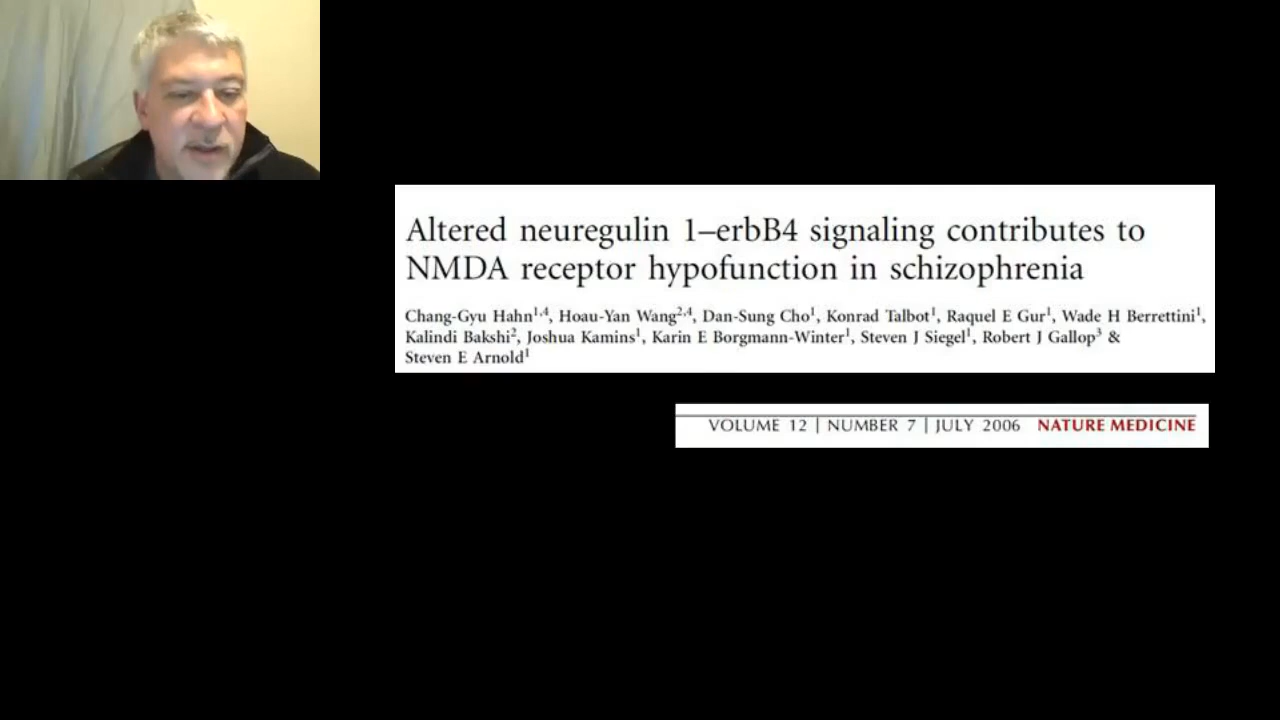 Altered neuregulin 1–erbB4 signaling contributes to
NMDA receptor hypofunction in schizophrenia
Chang-Gyu Hahn1,4, Hoau-Yan Wang2,4, Dan-Sung Cho1, Konrad Talbot1, Raquel E Gur1, Wade H Berrettini1,
Kalindi Bakshi2, Joshua Kamins1, Karin E Borgmann-Winter1, Steven J Siegel1, Robert J Gallop3 &
Steven E Arnold1
VOLUME 12 | NUMBER 7 | JULY 2006 NATURE MEDICINE